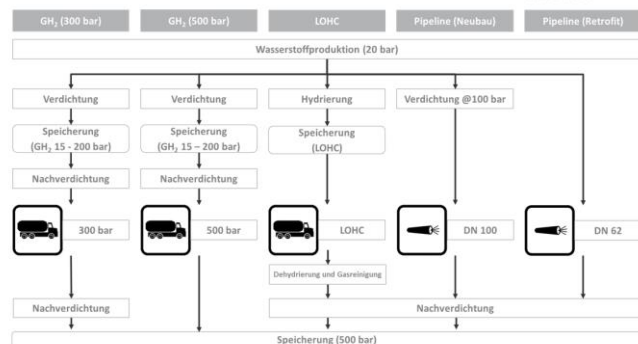 GH₂ (300 bar)
GH₂ (500 bar)
LOHC
Pipeline (Neubau)
Pipeline (Retrofit)
Wasserstoffproduktion (20 bar)
Verdichtung
Verdichtung
Hydrierung
Verdichtung @100 bar
Speicherung
(GH₂ 15 - 200 bar)
Speicherung
(GH₂ 15 – 200 bar)
Speicherung
(LOHC)
Nachverdichtung
Nachverdichtung
300 bar
500 bar
LOHC
DN 100
DN 62
Dehydrierung und Gasreinigung
Nachverdichtung
Nachverdichtung
Speicherung (500 bar)